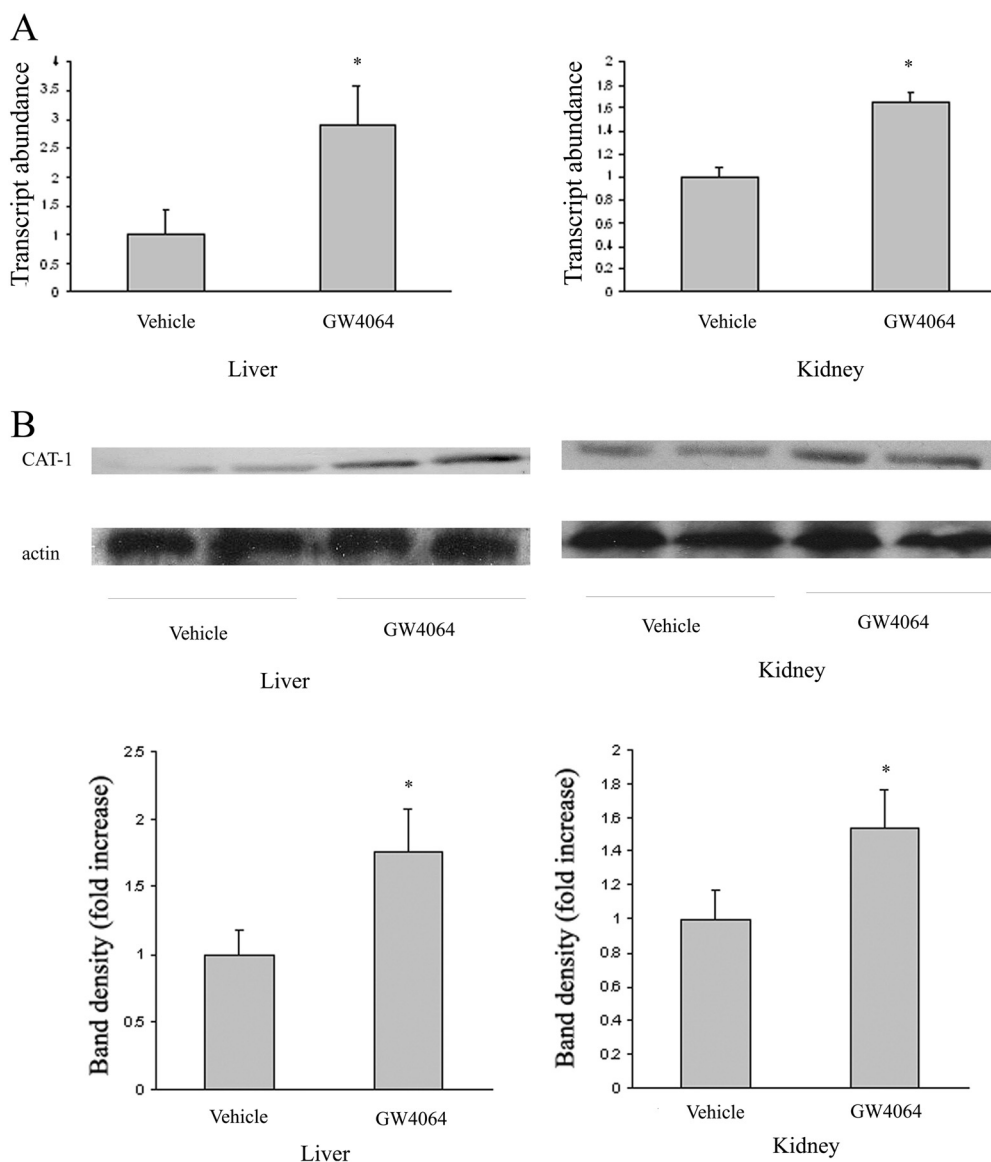 A
Transcript abundance
4
3.5
3
2.5
2
1.5
1
0.5
0
*
Vehicle
GW4064
Liver
Transcript abundance
2
1.8
1.6
1.4
1.2
1
0.8
0.6
0.4
0.2
0
*
Vehicle
GW4064
Kidney
B
CAT-1
actin
Vehicle
GW4064
Liver
Vehicle
GW4064
Kidney
Band density (fold increase)
2.5
2
1.5
1
0.5
0
*
Vehicle
GW4064
Liver
Band density (fold increase)
2
1.8
1.6
1.4
1.2
1
0.8
0.6
0.4
0.2
0
*
Vehicle
GW4064
Kidney